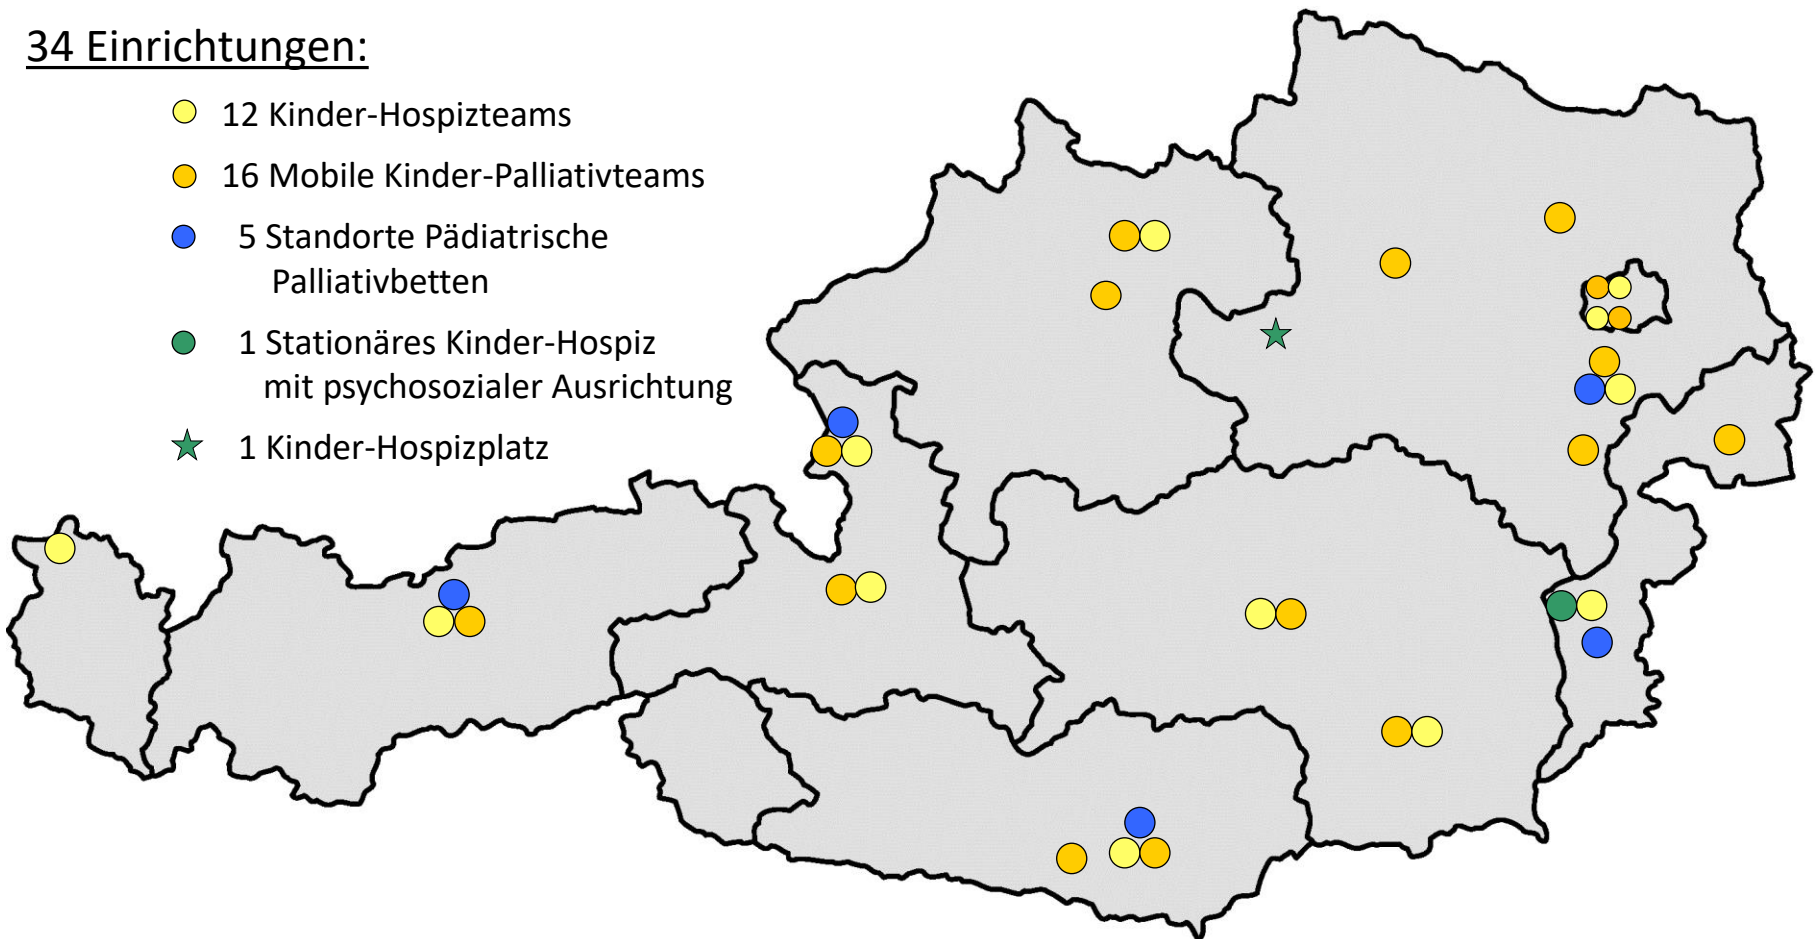 34 Einrichtungen:
12 Kinder-Hospizteams
16 Mobile Kinder-Palliativteams
5 Standorte Pädiatrische
Palliativbetten
1 Stationäres Kinder-Hospiz
mit psychosozialer Ausrichtung
1 Kinder-Hospizplatz